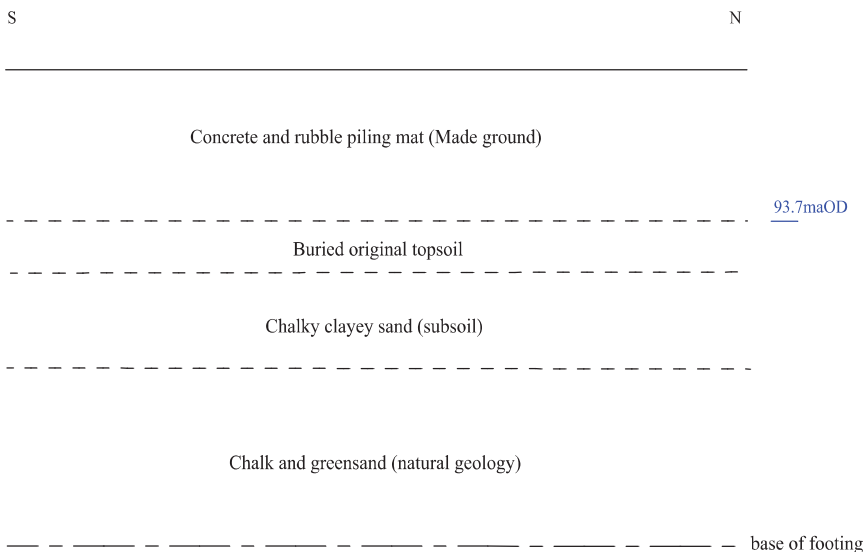 S
N
Concrete and rubble piling mat (Made ground)
93.7maOD
Buried original topsoil
Chalky clayey sand (subsoil)
Chalk and greensand (natural geology)
base of footing